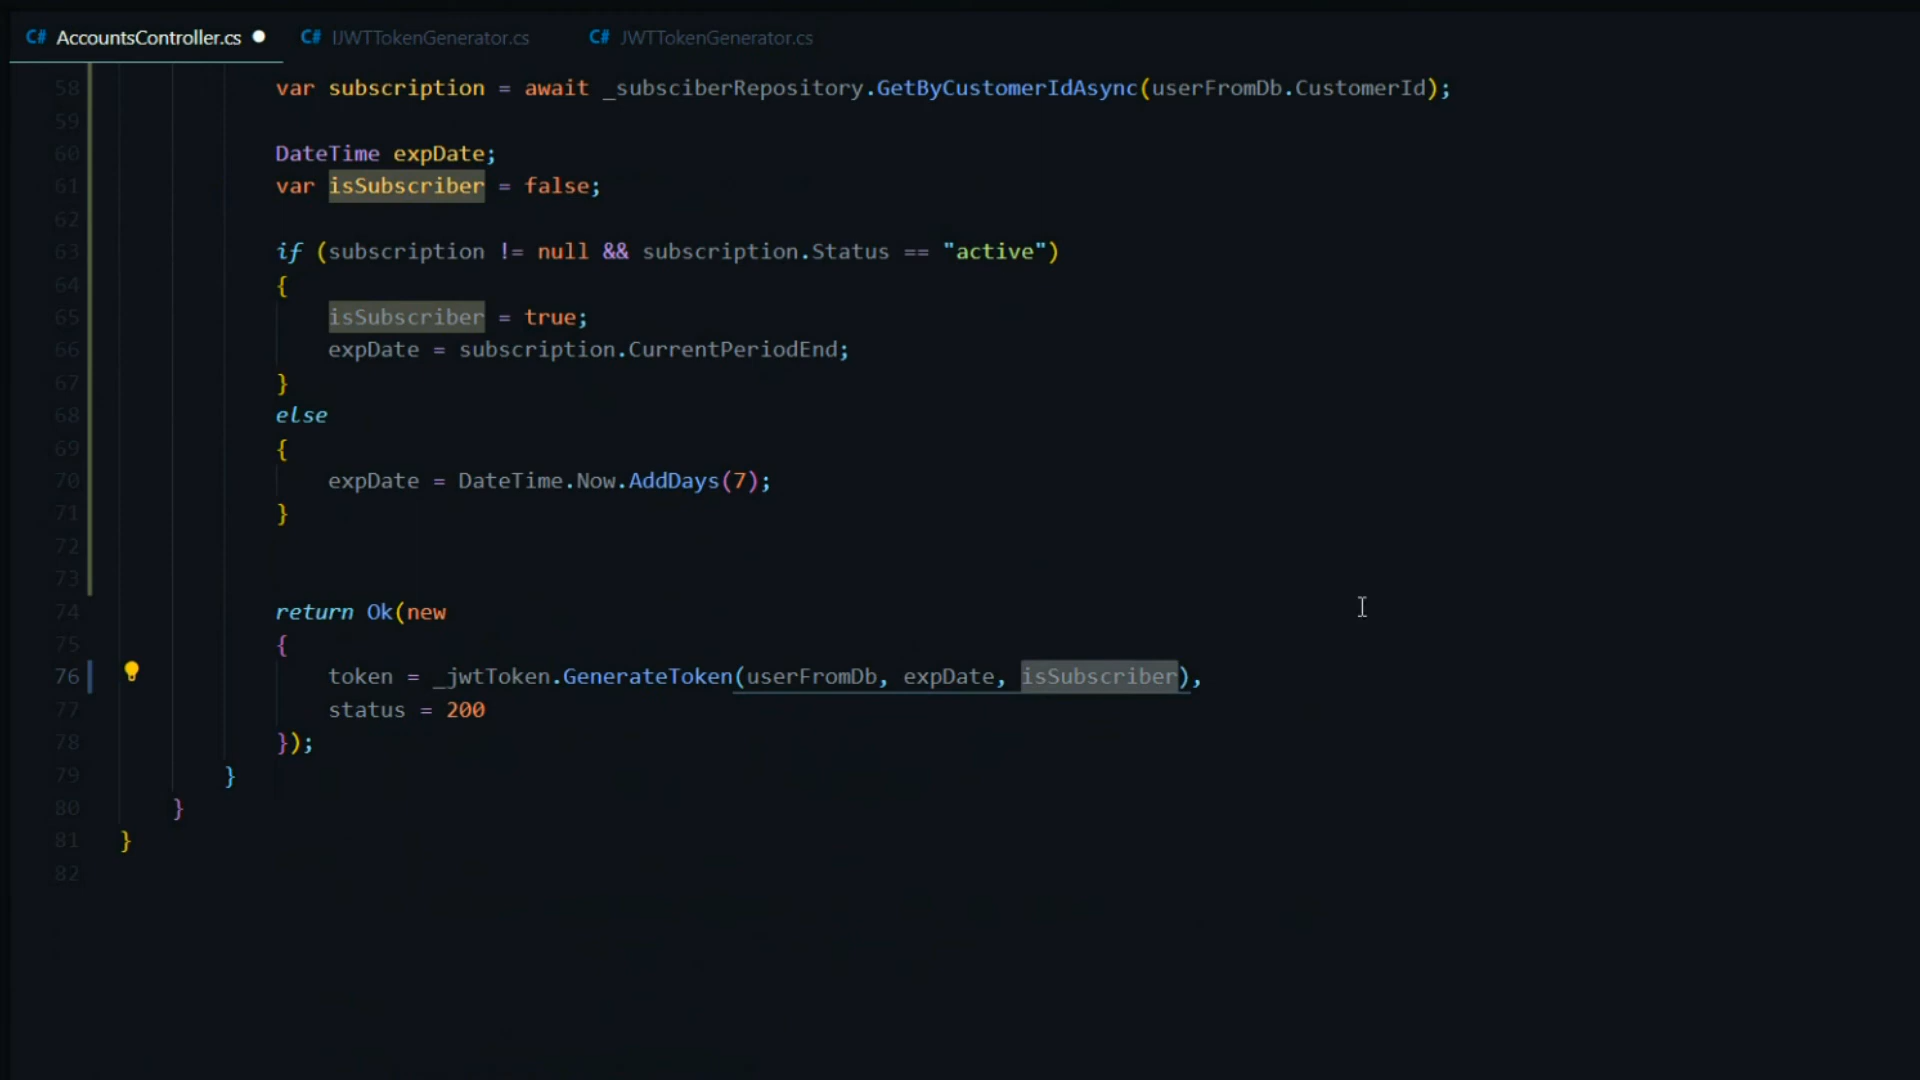 C# AccountsController.cs C# IJWTTokenGenerator.cs C# JWTTokenGenerator.cs
58 var subscription = await _subsciberRepository.GetByCustomerIdAsync(userFromDb.CustomerId);
59
60 DateTime expDate;
61 var isSubscriber = false;
62
63 if (subscription != null && subscription.Status == "active")
64 {
65 isSubscriber = true;
66 expDate = subscription.CurrentPeriodEnd;
67 }
68 else
69 {
70 expDate = DateTime.Now.AddDays(7);
71 }
72
73
74 return Ok(new
75 {
76 token = _jwtToken.GenerateToken(userFromDb, expDate, isSubscriber),
77 status = 200
78 });
79 }
80 }
81 }
82